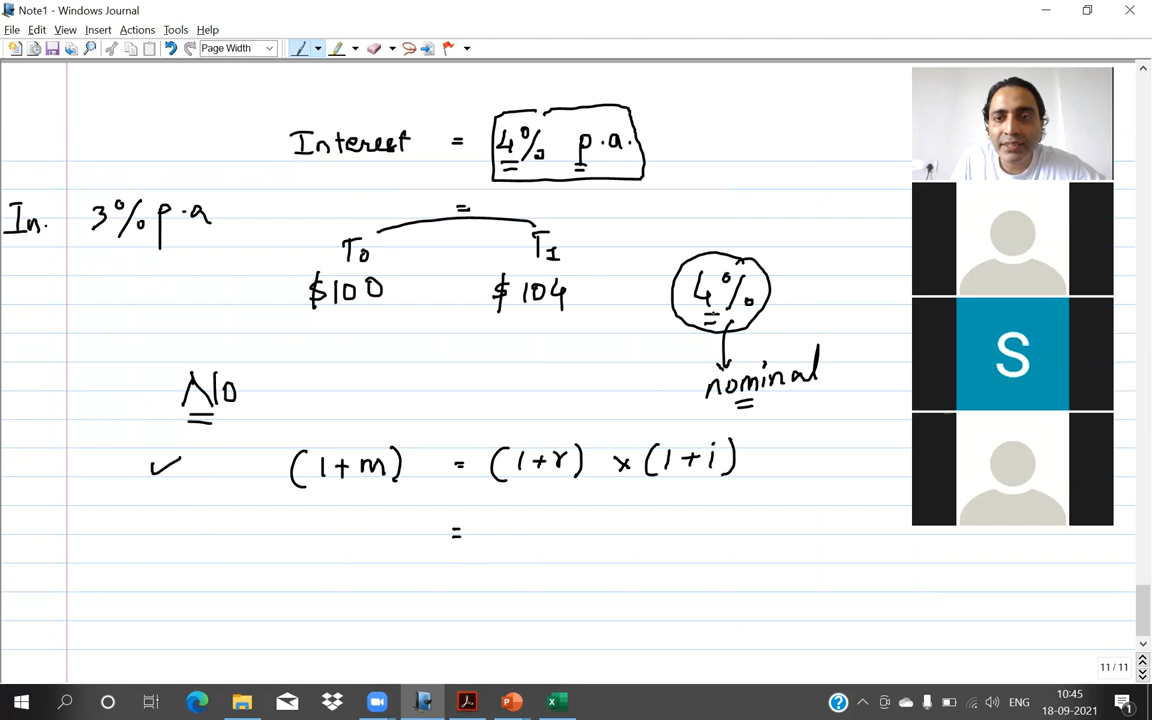 Note1 - Windows Journal
File Edit View Insert Actions Tools Help
Page Width
Interest = 4% p.a.
In. 3% p.a
=
T0 T1
$100 $104 4%
nominal
(1+m) = (1+r) × (1+i)
=
S
11/11
ENG
10:45
18-09-2021
1